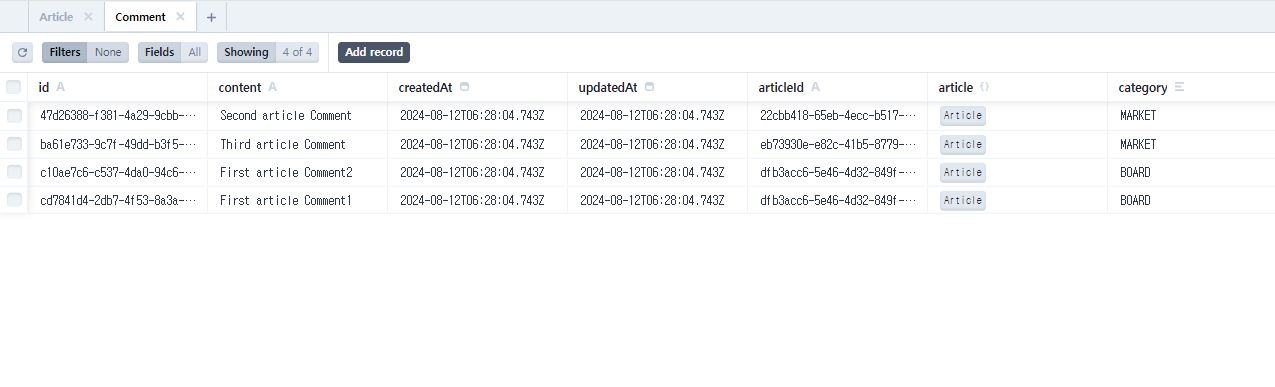 Article × Comment × +
Filters None Fields All Showing 4 of 4 Add record
id A content A createdAt updatedAt articleId A article {} category
47d26388-f381-4a29-9cbb-··· Second article Comment 2024-08-12T06:28:04.743Z 2024-08-12T06:28:04.743Z 22cbb418-65eb-4ecc-b517-··· Article MARKET
ba61e733-9c7f-49dd-b3f5-··· Third article Comment 2024-08-12T06:28:04.743Z 2024-08-12T06:28:04.743Z eb73930e-e82c-41b5-8779-··· Article MARKET
c10ae7c6-c537-4da0-94c6-··· First article Comment2 2024-08-12T06:28:04.743Z 2024-08-12T06:28:04.743Z dfb3acc6-5e46-4d32-849f-··· Article BOARD
cd7841d4-2db7-4f53-8a3a-··· First article Comment1 2024-08-12T06:28:04.743Z 2024-08-12T06:28:04.743Z dfb3acc6-5e46-4d32-849f-··· Article BOARD